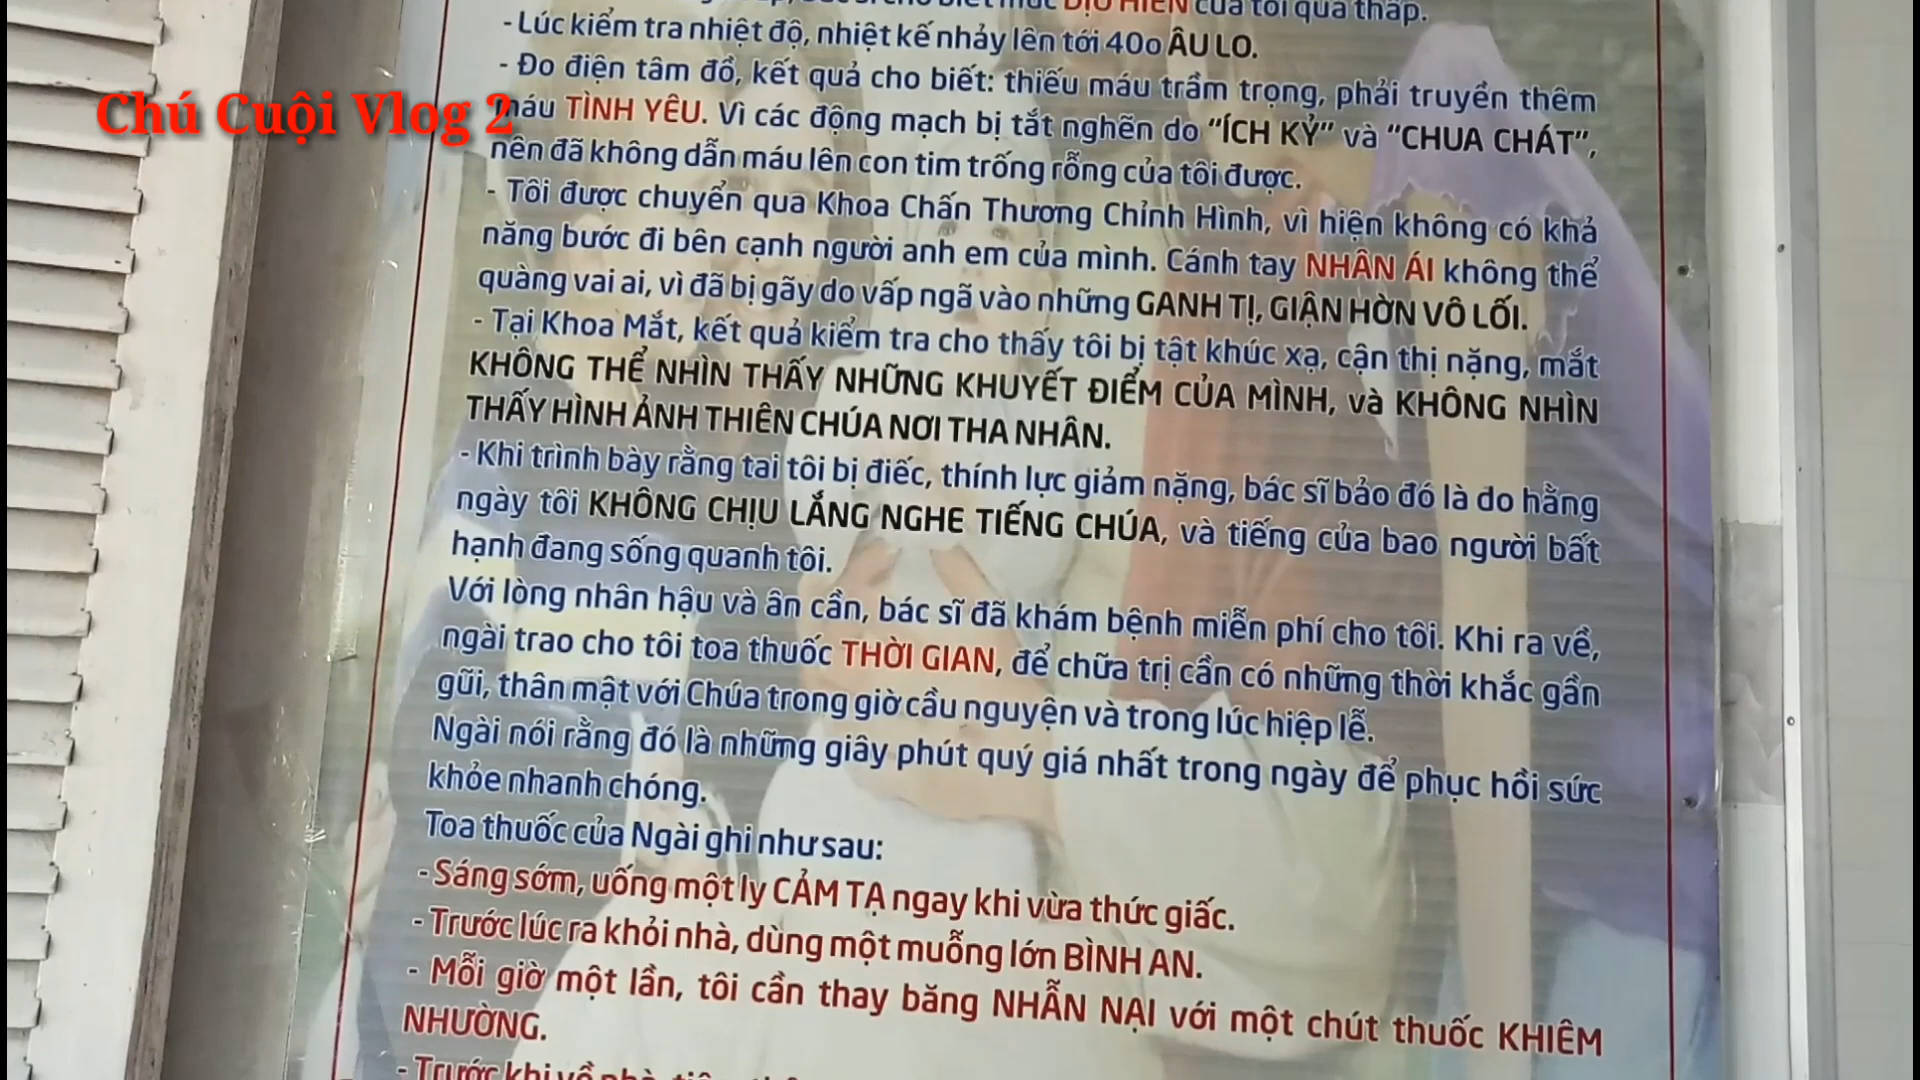 cho biết mức DỊU HIỀN của tôi quá thấp.
- Lúc kiểm tra nhiệt độ, nhiệt kế nhảy lên tới 40o ÂU LO.
- Đo điện tâm đồ, kết quả cho biết: thiếu máu trầm trọng, phải truyền thêm
Chú Cuội Vlog 2
máu TÌNH YÊU. Vì các động mạch bị tắt nghẽn do “ÍCH KỶ” và “CHUA CHÁT”,
nên đã không dẫn máu lên con tim trống rỗng của tôi được.
- Tôi được chuyển qua Khoa Chấn Thương Chỉnh Hình, vì hiện không có khả
năng bước đi bên cạnh người anh em của mình. Cánh tay NHÂN ÁI không thể
quàng vai ai, vì đã bị gãy do vấp ngã vào những GANH TỊ, GIẬN HỜN VÔ LỐI.
- Tại Khoa Mắt, kết quả kiểm tra cho thấy tôi bị tật khúc xạ, cận thị nặng, mắt
KHÔNG THỂ NHÌN THẤY NHỮNG KHUYẾT ĐIỂM CỦA MÌNH, và KHÔNG NHÌN
THẤY HÌNH ẢNH THIÊN CHÚA NƠI THA NHÂN.
- Khi trình bày rằng tai tôi bị điếc, thính lực giảm nặng, bác sĩ bảo đó là do hằng
ngày tôi KHÔNG CHỊU LẮNG NGHE TIẾNG CHÚA, và tiếng của bao người bất
hạnh đang sống quanh tôi.
Với lòng nhân hậu và ân cần, bác sĩ đã khám bệnh miễn phí cho tôi. Khi ra về,
ngài trao cho tôi toa thuốc THỜI GIAN, để chữa trị cần có những thời khắc gần
gũi, thân mật với Chúa trong giờ cầu nguyện và trong lúc hiệp lễ.
Ngài nói rằng đó là những giây phút quý giá nhất trong ngày để phục hồi sức
khỏe nhanh chóng.
Toa thuốc của Ngài ghi như sau:
- Sáng sớm, uống một ly CẢM TẠ ngay khi vừa thức giấc.
- Trước lúc ra khỏi nhà, dùng một muỗng lớn BÌNH AN.
- Mỗi giờ một lần, tôi cần thay băng NHẪN NẠI với một chút thuốc KHIÊM
NHƯỜNG.
- Trước khi về nhà